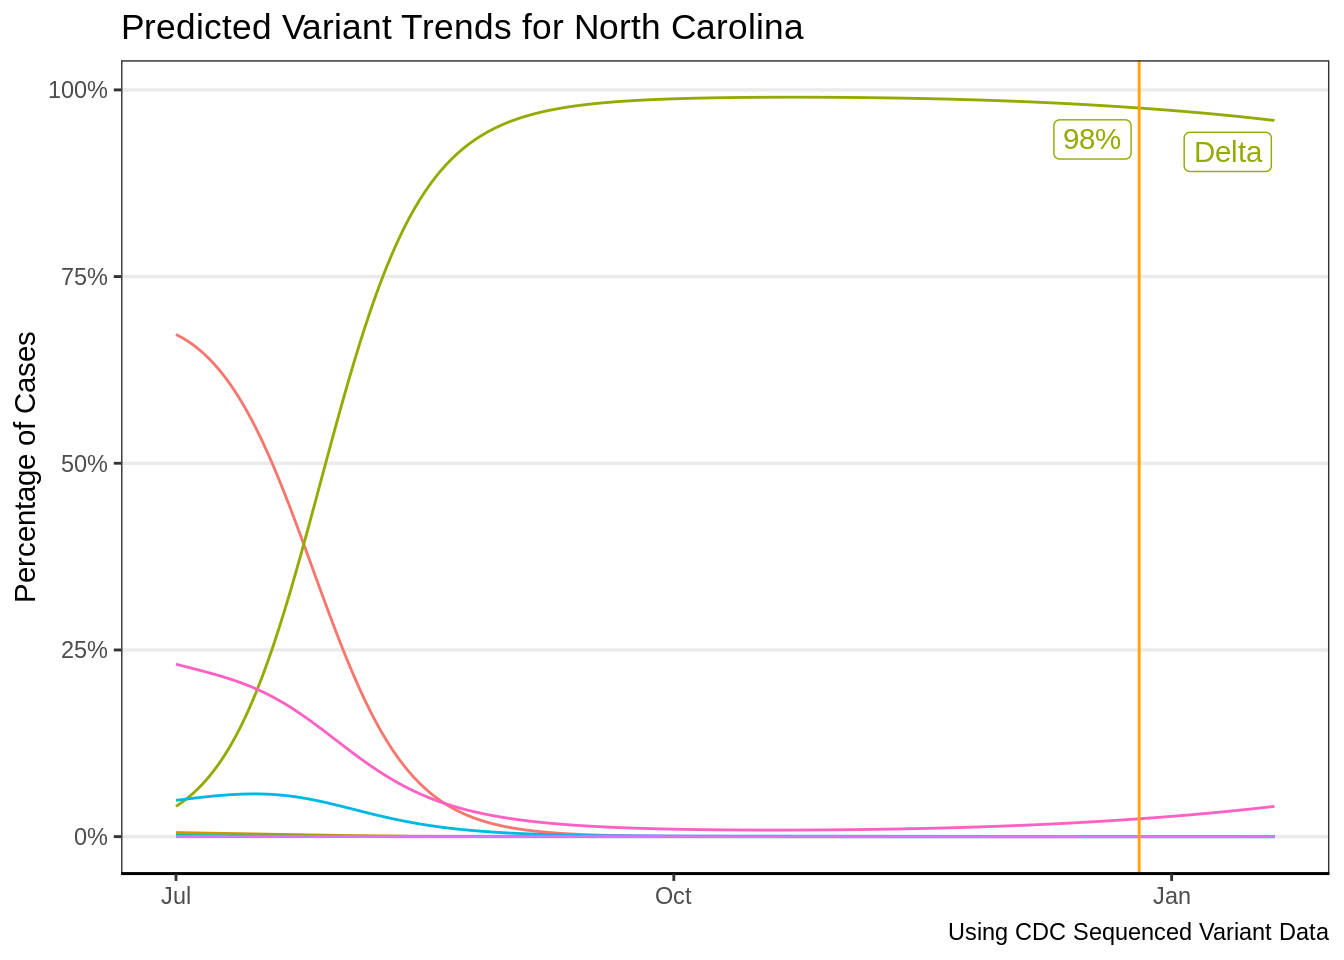 Predicted Variant Trends for North Carolina
100%
98%
Delta
75%
50%
25%
0%
Percentage of Cases
Jul
Oct
Jan
Using CDC Sequenced Variant Data